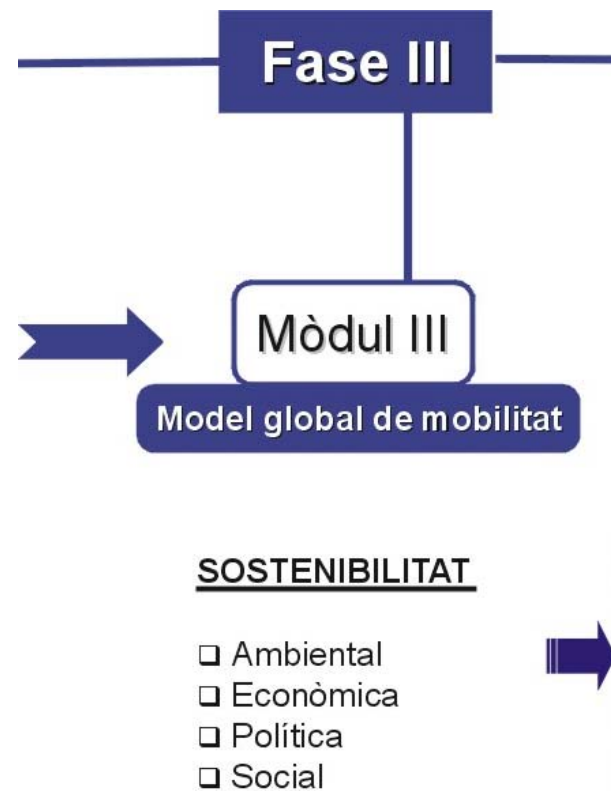 Fase III
Mòdul III
Model global de mobilitat
SOSTENIBILITAT
❑ Ambiental
❑ Econòmica
❑ Política
❑ Social